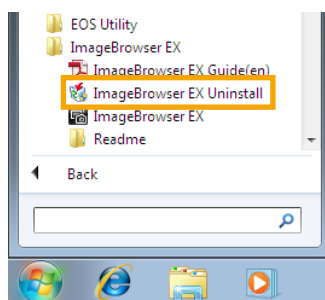 EOS Utility
ImageBrowser EX
ImageBrowser EX Guide(en)
ImageBrowser EX Uninstall
ImageBrowser EX
Readme
Back